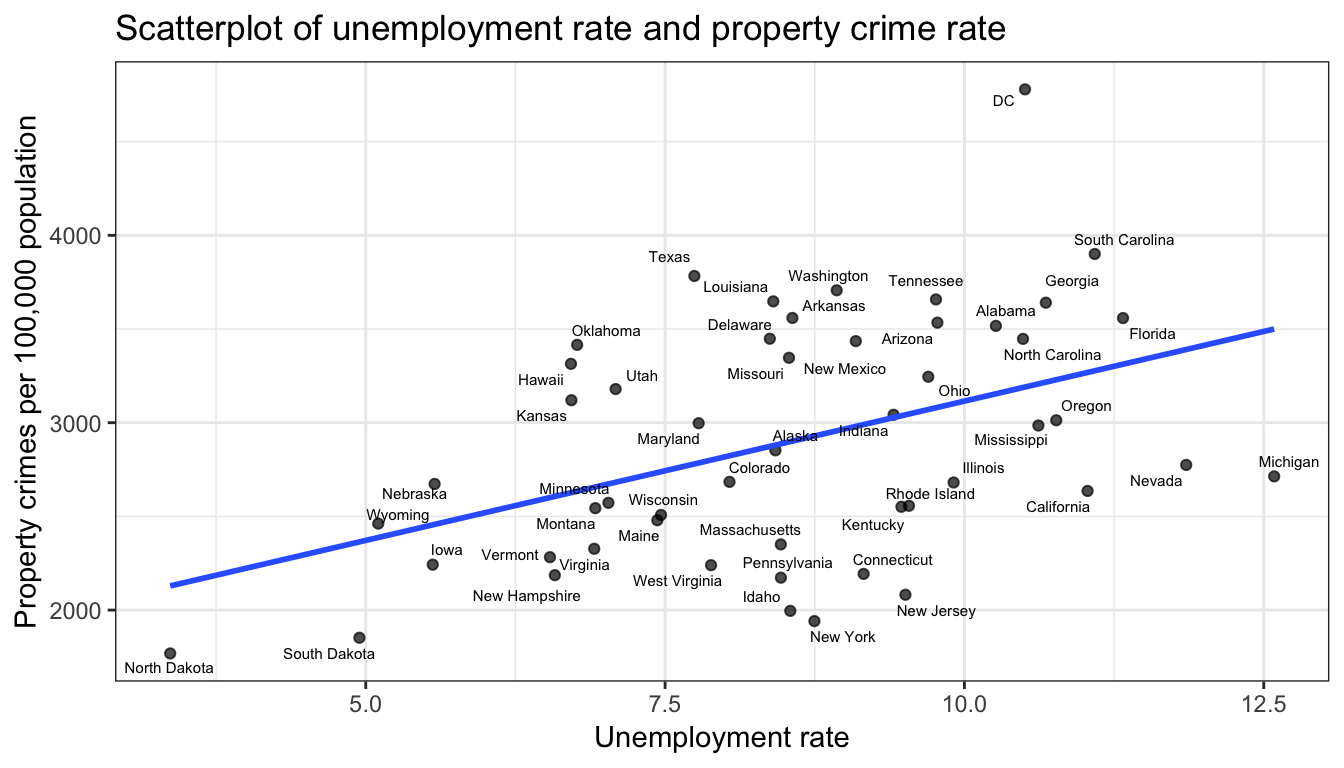 Scatterplot of unemployment rate and property crime rate
Property crimes per 100,000 population
4000
3000
2000
DC
South Carolina
Texas
Washington
Tennessee
Georgia
Louisiana
Arkansas
Alabama
Delaware
Oklahoma
Florida
Arizona
North Carolina
New Mexico
Missouri
Utah
Hawaii
Ohio
Oregon
Kansas
Indiana
Alaska
Maryland
Mississippi
Michigan
Colorado
Illinois
Nevada
Minnesota
Nebraska
Rhode Island
Wisconsin
California
Wyoming
Montana
Kentucky
Massachusetts
Maine
Iowa
Vermont
Connecticut
Virginia
Pennsylvania
West Virginia
New Hampshire
Idaho
New Jersey
New York
South Dakota
North Dakota
5.0
7.5
10.0
12.5
Unemployment rate